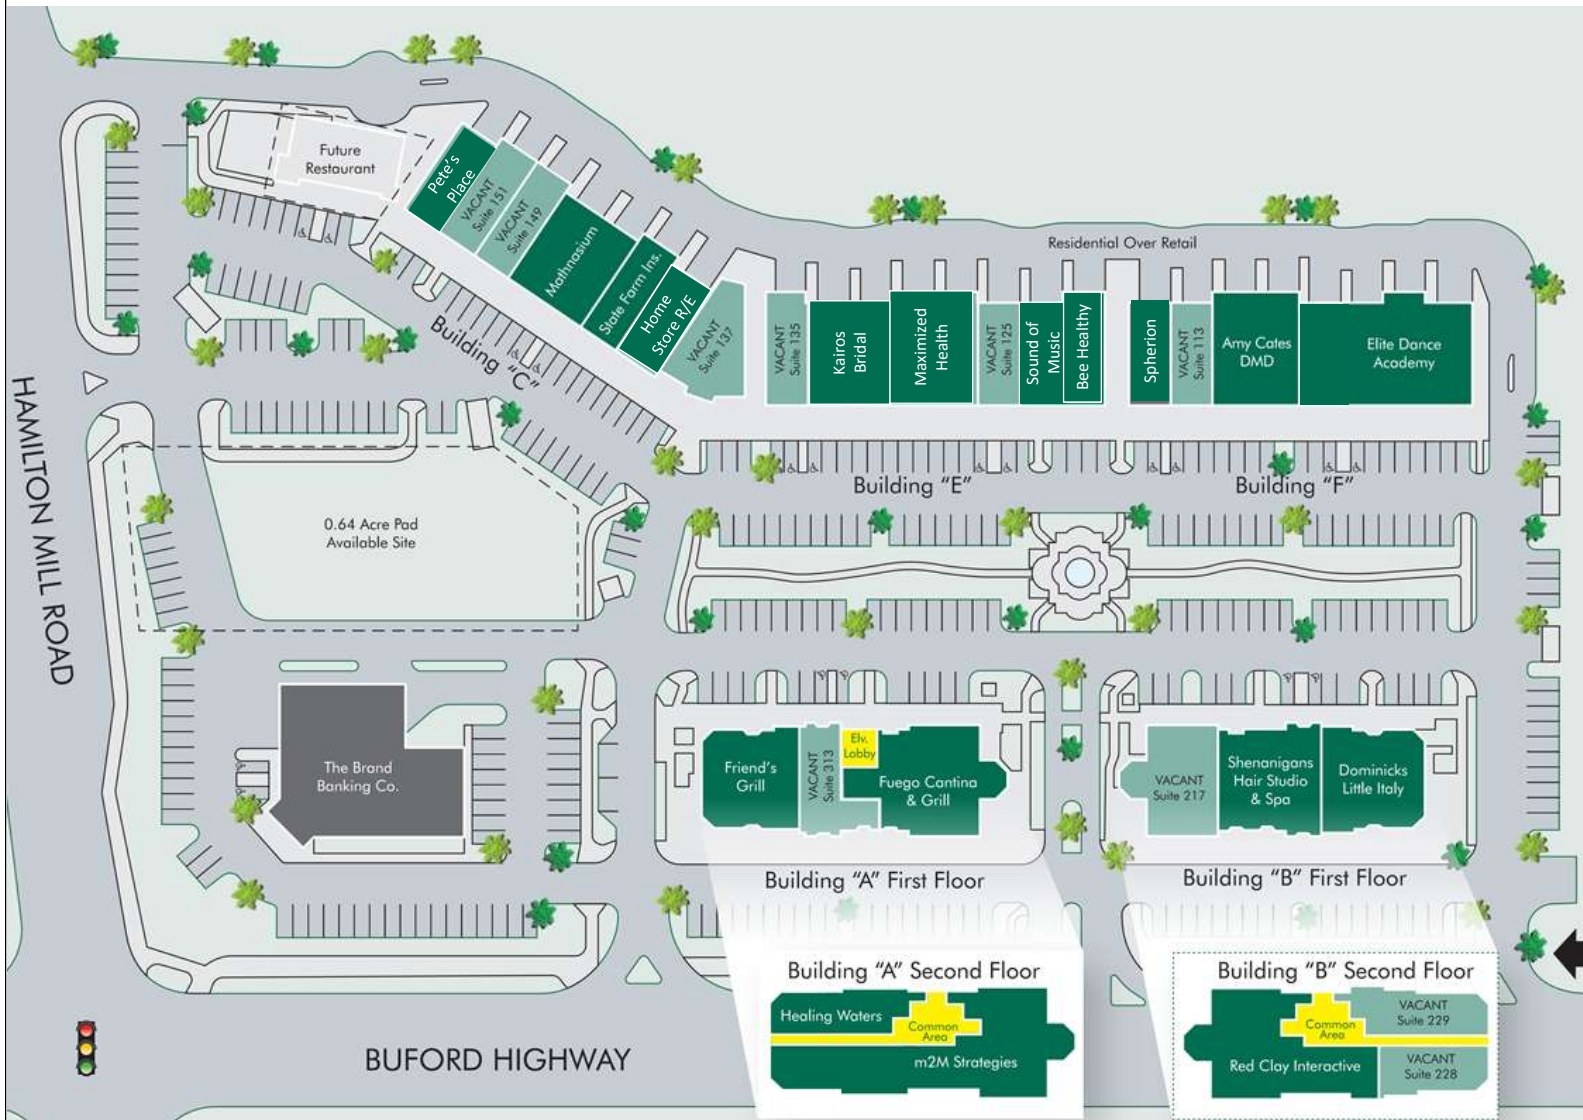 Future
Restaurant
Pete's
Place
VACANT
Suite 151
VACANT
Suite 149
Mathnasium
State Farm Ins.
Home
Store R/E
VACANT
Suite 137
Building "C"
Residential Over Retail
VACANT
Suite 135
Kairos
Bridal
Maximized
Health
VACANT
Suite 125
Sound of
Music
Bee Healthy
Spherion
VACANT
Suite 113
Amy Cates
DMD
Elite Dance
Academy
Building "E"
Building "F"
HAMILTON MILL ROAD
0.64 Acre Pad
Available Site
The Brand
Banking Co.
Friend's
Grill
VACANT
Suite 313
Elv.
Lobby
Fuego Cantina
& Grill
VACANT
Suite 217
Shenanigans
Hair Studio
& Spa
Dominicks
Little Italy
Building "A" First Floor
Building "B" First Floor
Building "A" Second Floor
Healing Waters
Common
Area
m2M Strategies
Building "B" Second Floor
VACANT
Suite 229
Common
Area
Red Clay Interactive
VACANT
Suite 228
BUFORD HIGHWAY